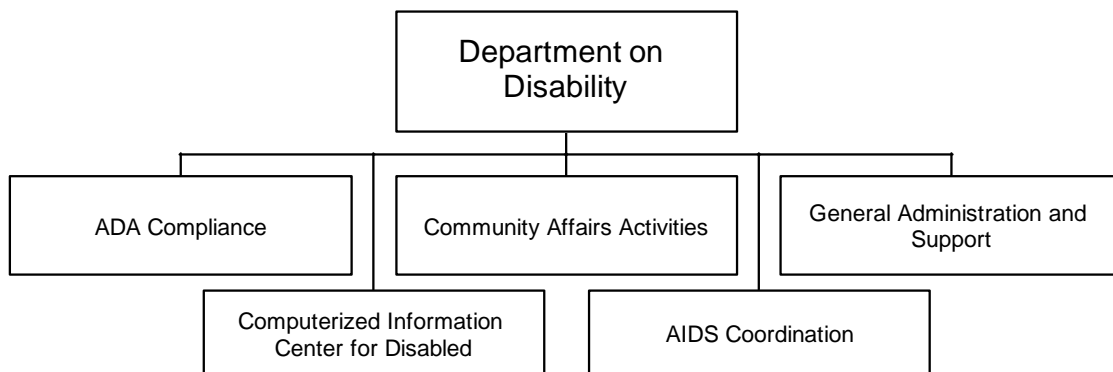 Department on
Disability
ADA Compliance
Community Affairs Activities
General Administration and
Support
Computerized Information
Center for Disabled
AIDS Coordination